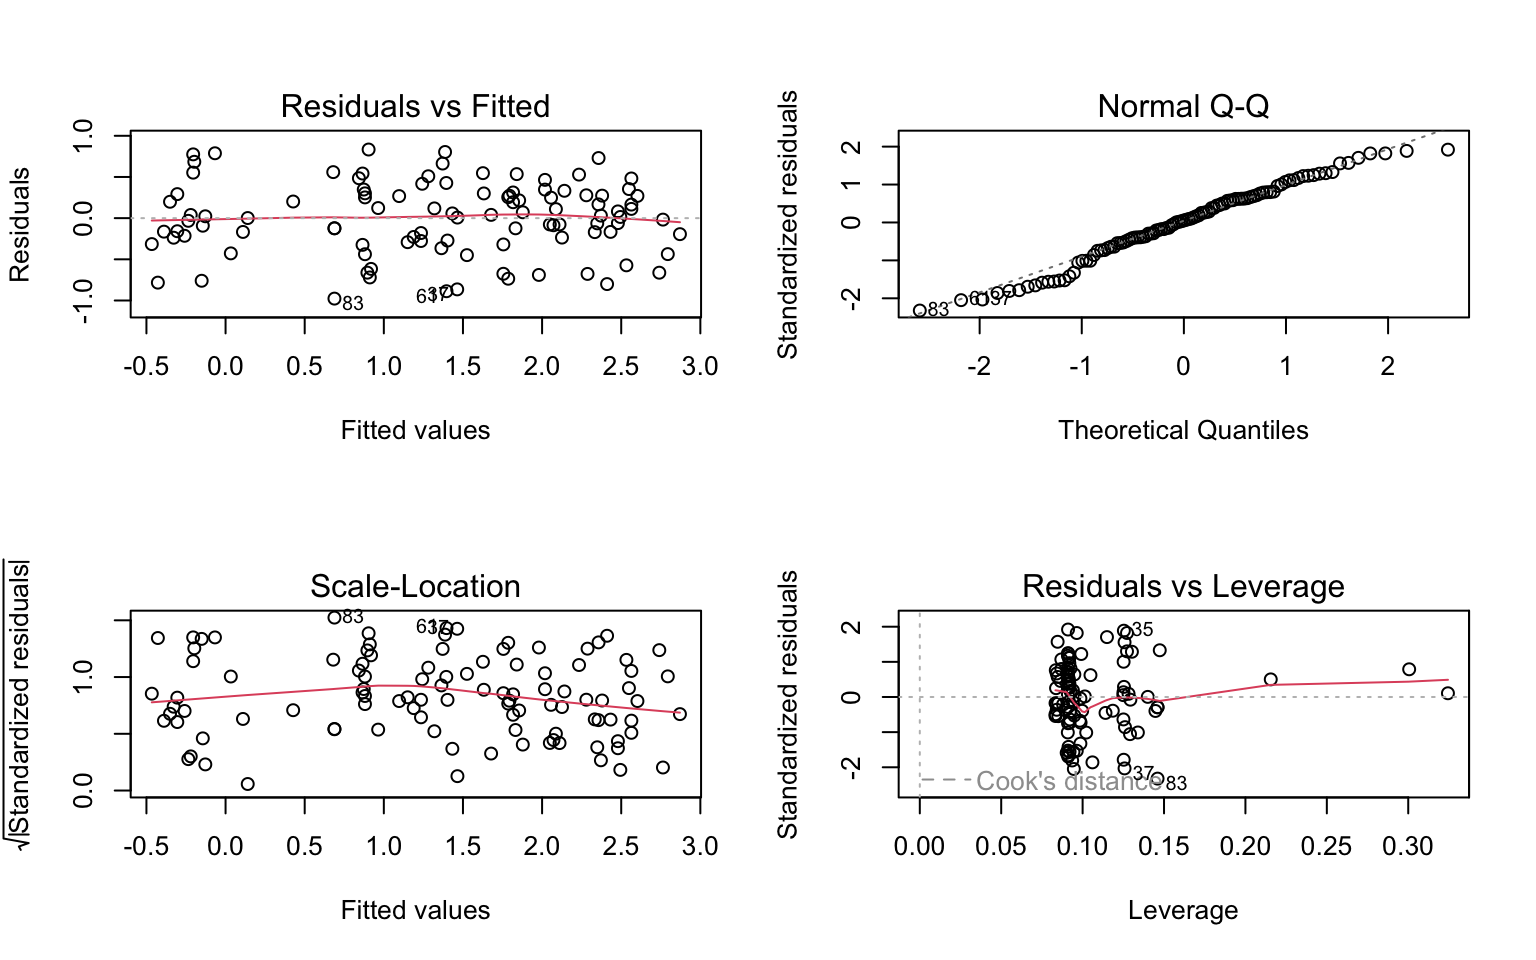 Residuals vs Fitted
Residuals
1.0
0.0
-1.0
83
37
-0.5 0.0 0.5 1.0 1.5 2.0 2.5 3.0
Fitted values
Normal Q-Q
Standardized residuals
2
1
0
-2
83
37
-2 -1 0 1 2
Theoretical Quantiles
Scale-Location
√|Standardized residuals|
1.0
0.0
83
37
-0.5 0.0 0.5 1.0 1.5 2.0 2.5 3.0
Fitted values
Residuals vs Leverage
Standardized residuals
2
0
-2
35
37
83
Cook's distance
0.00 0.05 0.10 0.15 0.20 0.25 0.30
Leverage